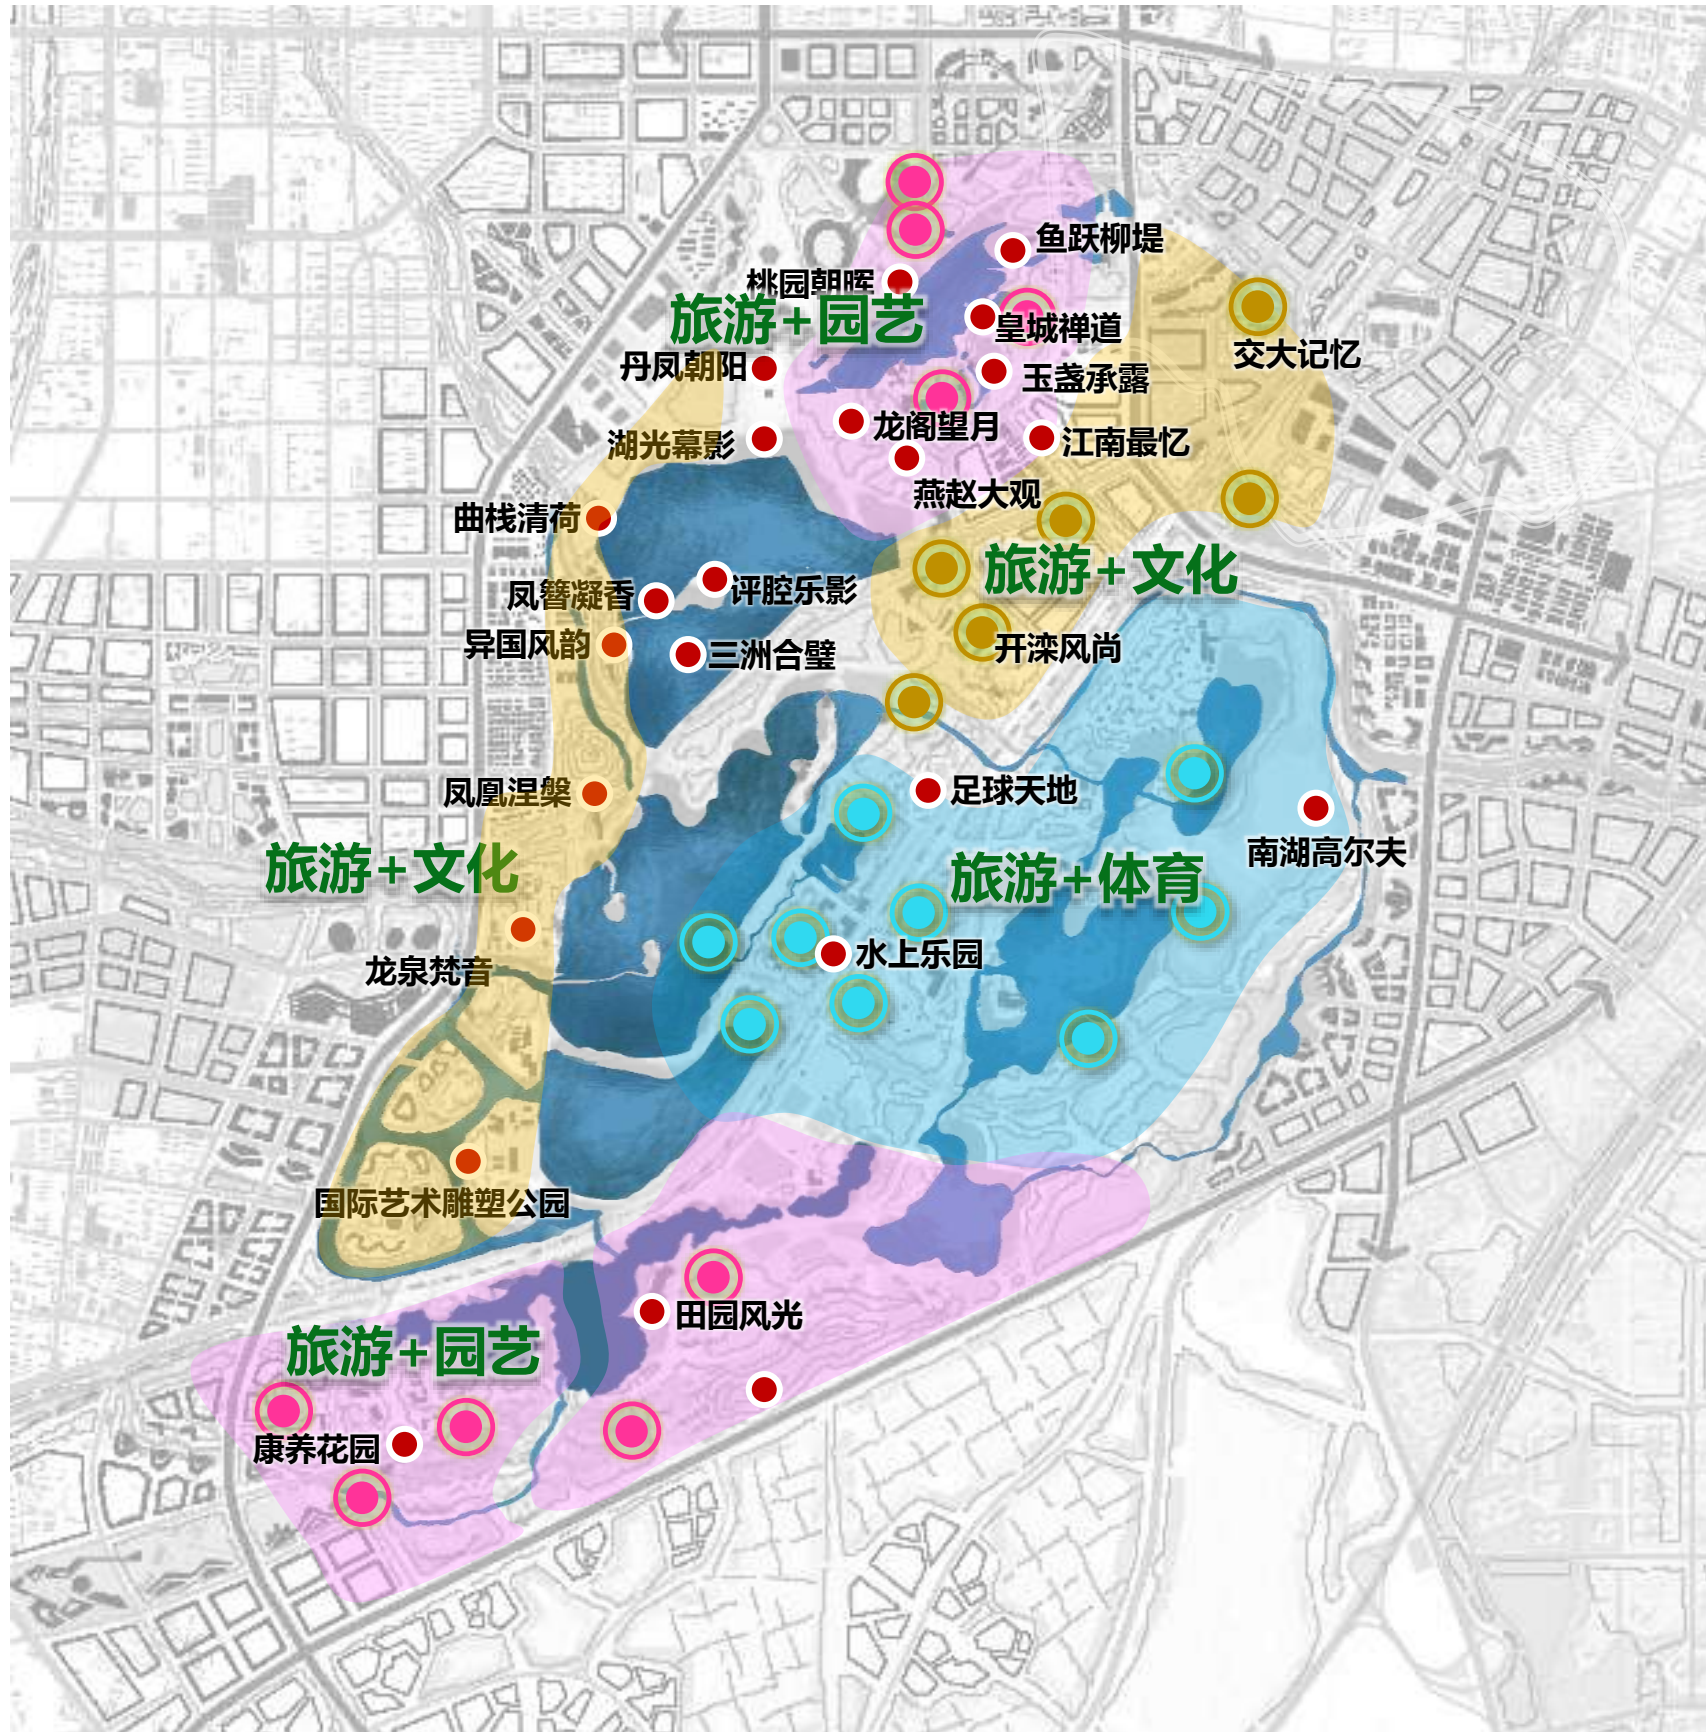 鱼跃柳堤
桃园朝晖
旅游+园艺
皇城禅道
交大记忆
丹凤朝阳
玉盏承露
龙阁望月
湖光幕影
江南最忆
燕赵大观
曲栈清荷
旅游+文化
凤簪凝香
评腔乐影
异国风韵
三洲合璧
开滦风尚
凤凰涅槃
足球天地
南湖高尔夫
旅游+文化
旅游+体育
水上乐园
龙泉梵音
国际艺术雕塑公园
田园风光
旅游+园艺
康养花园